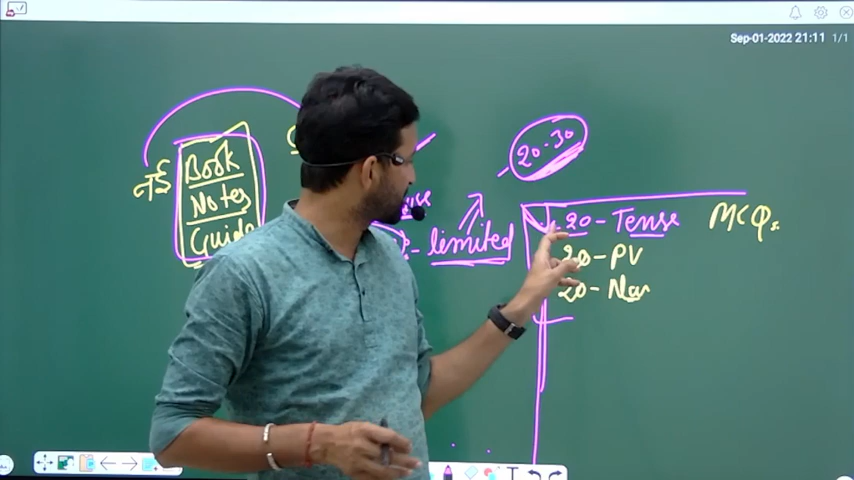 Sep-01-2022 21:11 1/1
20-30
Book
Notes
Guide
नई
limited
20 - Tense
MCQs
20 - PV
20 - Nar